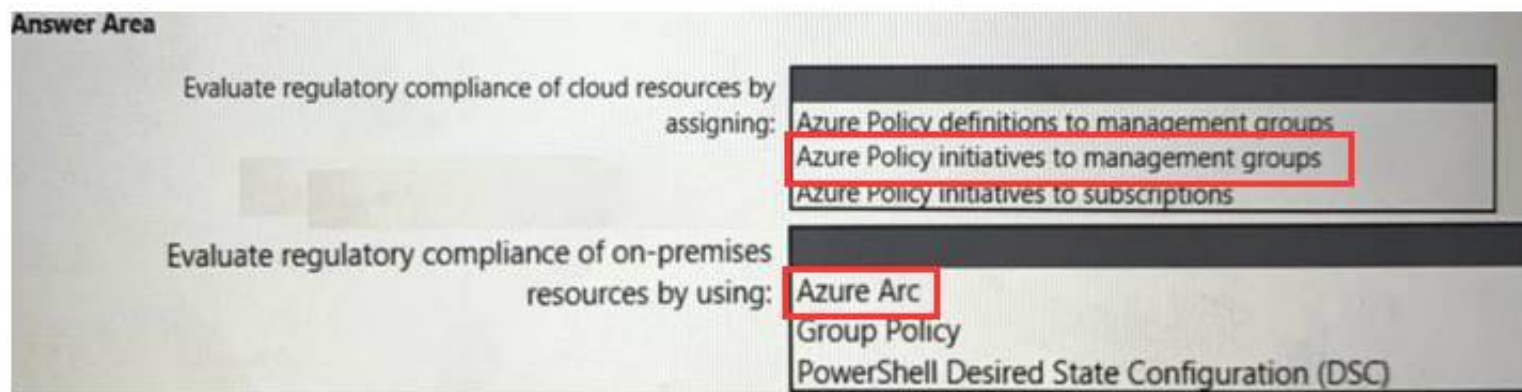 Answer Area
Evaluate regulatory compliance of cloud resources by
assigning:
Azure Policy definitions to management groups
Azure Policy initiatives to management groups
Azure Policy initiatives to subscriptions
Evaluate regulatory compliance of on-premises
resources by using:
Azure Arc
Group Policy
PowerShell Desired State Configuration (DSC)